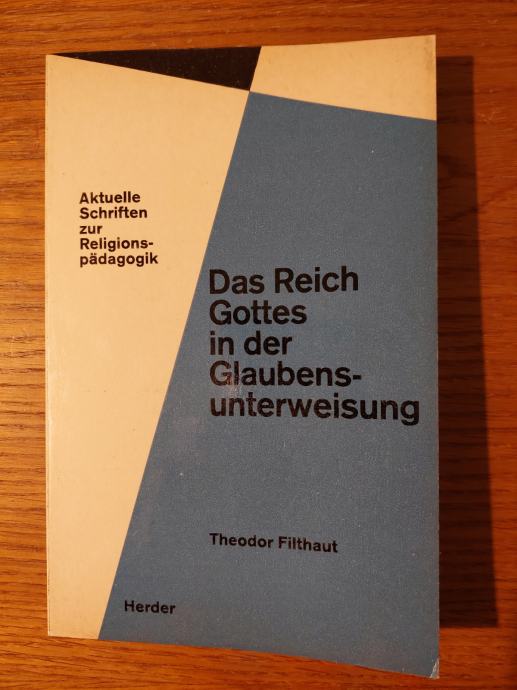 Aktuelle
Schriften
zur
Religions-
pädagogik
Das Reich
Gottes
in der
Glaubens-
unterweisung
Theodor Filthaut
Herder